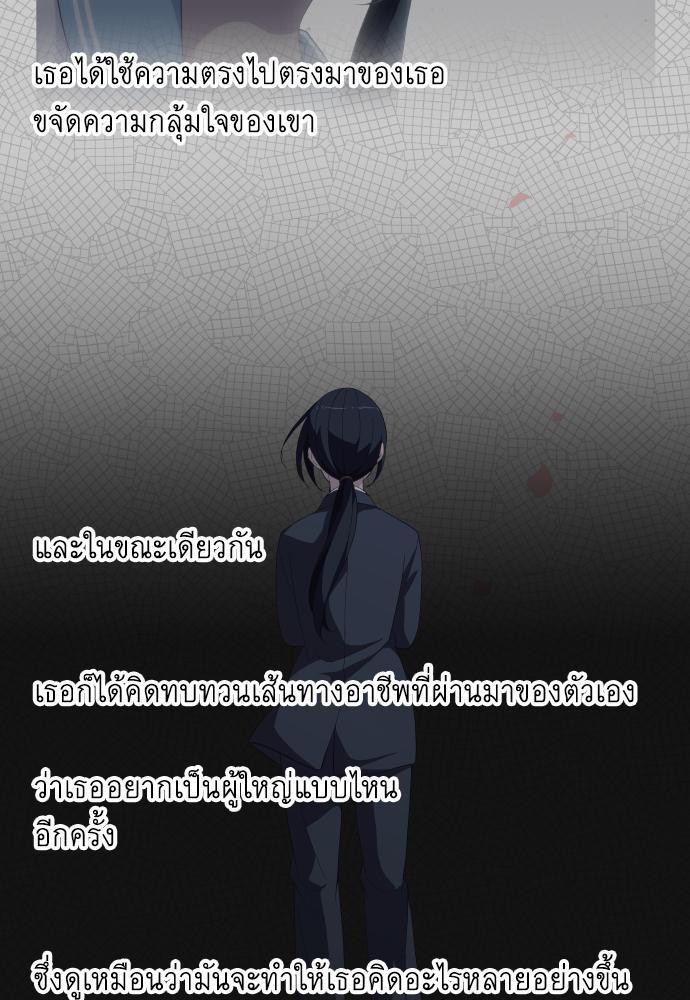 เธอได้ใช้ความตรงไปตรงมาของเธอ
ขจัดความกลุ้มใจของเขา
และในขณะเดียวกัน
เธอก็ได้คิดทบทวนเส้นทางอาชีพที่ผ่านมาของตัวเอง
ว่าเธออยากเป็นผู้ใหญ่แบบไหน
อีกครั้ง
ซึ่งดูเหมือนว่ามันจะทำให้เธอคิดอะไรหลายอย่างขึ้น